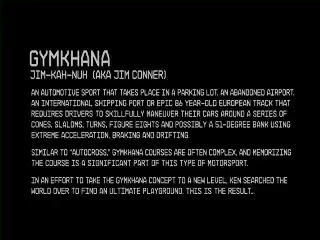 GYMKHANA
JIM-KAH-NUH (AKA JIM CONNER)
AN AUTOMOTIVE SPORT THAT TAKES PLACE IN A PARKING LOT, AN ABANDONED AIRPORT,
AN INTERNATIONAL SHIPPING PORT OR EPIC 86 YEAR-OLD EUROPEAN TRACK THAT
REQUIRES DRIVERS TO SKILLFULLY MANEUVER THEIR CARS AROUND A SERIES OF
CONES, SLALOMS, TURNS, FIGURE EIGHTS AND POSSIBLY A 51-DEGREE BANK USING
EXTREME ACCELERATION, BRAKING AND DRIFTING.
SIMILAR TO "AUTOCROSS," GYMKHANA COURSES ARE OFTEN COMPLEX, AND MEMORIZING
THE COURSE IS A SIGNIFICANT PART OF THIS TYPE OF MOTORSPORT.
IN AN EFFORT TO TAKE THE GYMKHANA CONCEPT TO A NEW LEVEL, KEN SEARCHED THE
WORLD OVER TO FIND AN ULTIMATE PLAYGROUND. THIS IS THE RESULT...